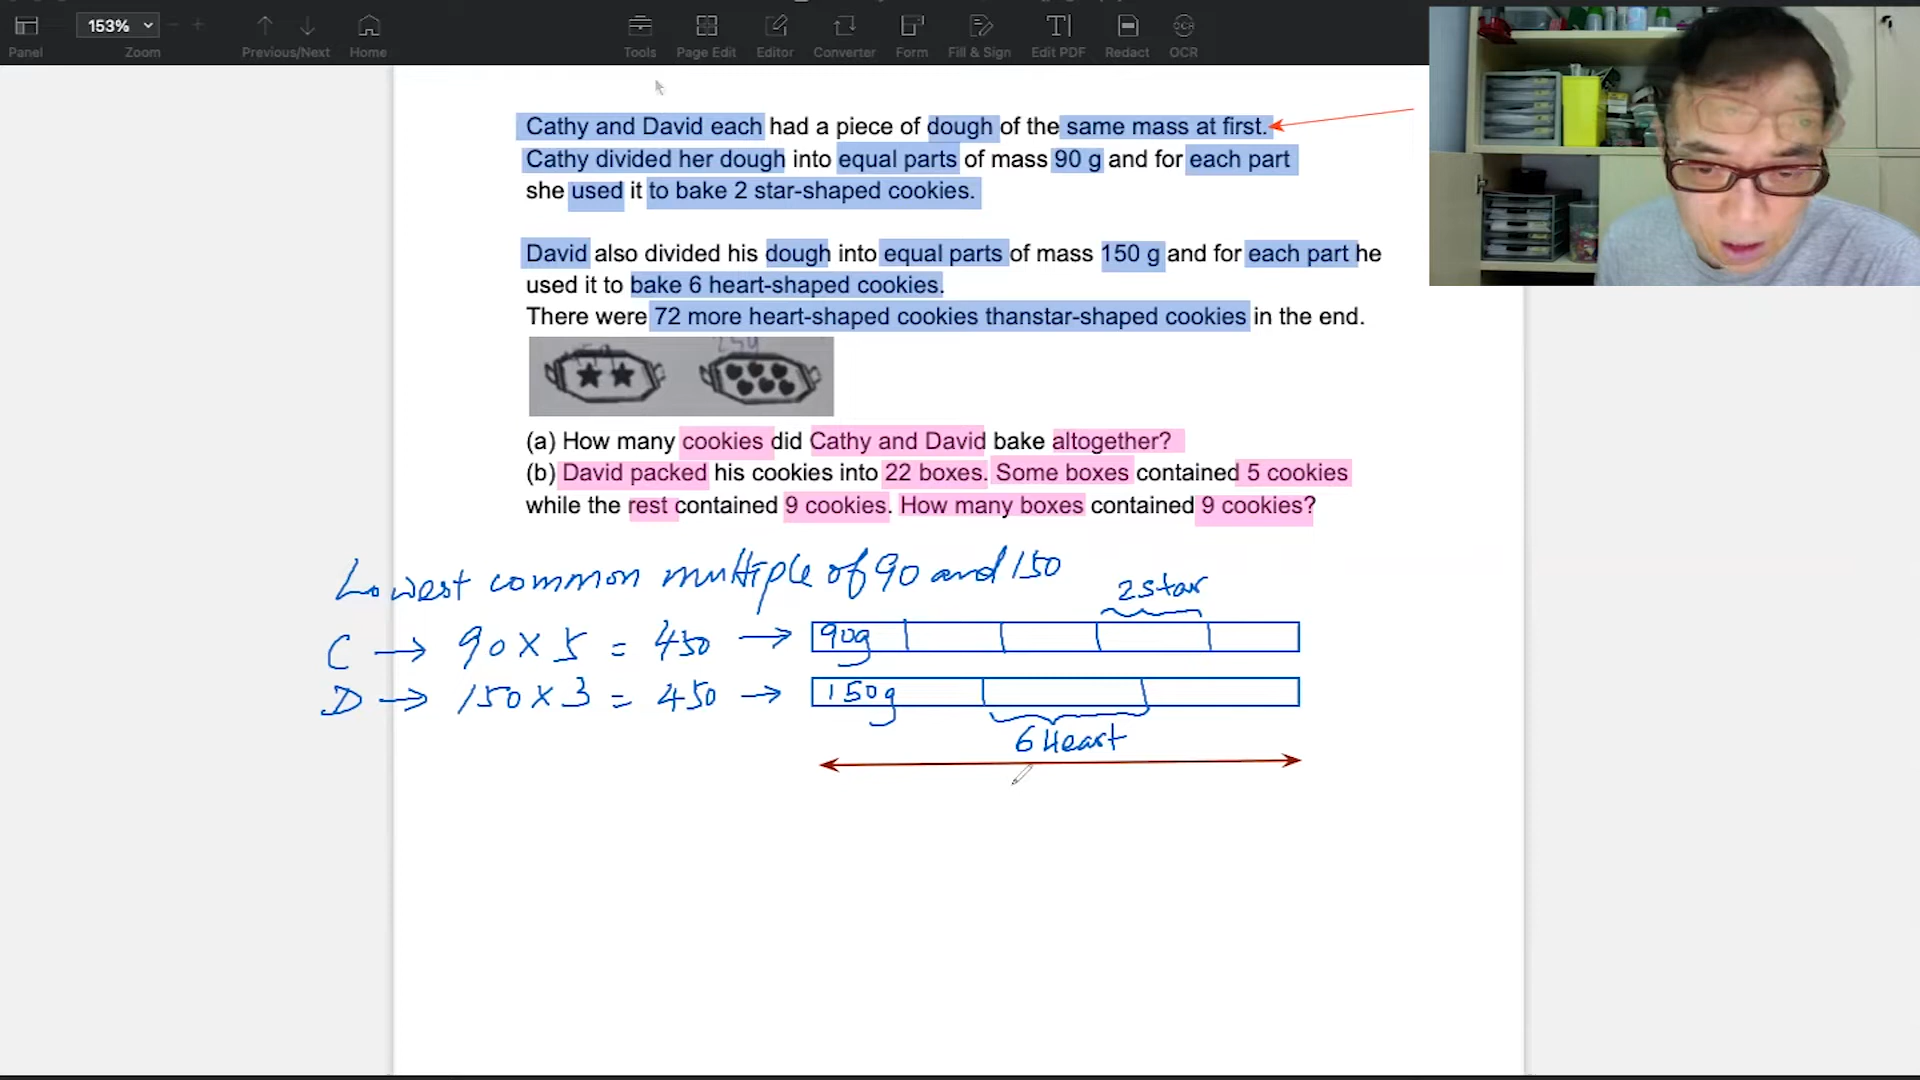 153%
Panel Zoom Previous/Next Home Tools Page Edit Editor Converter Form Fill & Sign Edit PDF Redact OCR
Cathy and David each had a piece of dough of the same mass at first.
Cathy divided her dough into equal parts of mass 90 g and for each part
she used it to bake 2 star-shaped cookies.
David also divided his dough into equal parts of mass 150 g and for each part he
used it to bake 6 heart-shaped cookies.
There were 72 more heart-shaped cookies thanstar-shaped cookies in the end.
(a) How many cookies did Cathy and David bake altogether?
(b) David packed his cookies into 22 boxes. Some boxes contained 5 cookies
while the rest contained 9 cookies. How many boxes contained 9 cookies?
Lowest common multiple of 90 and 150
2 star
C → 90 x 5 = 450 → 90g
D → 150 x 3 = 450 → 150g
6 Heart